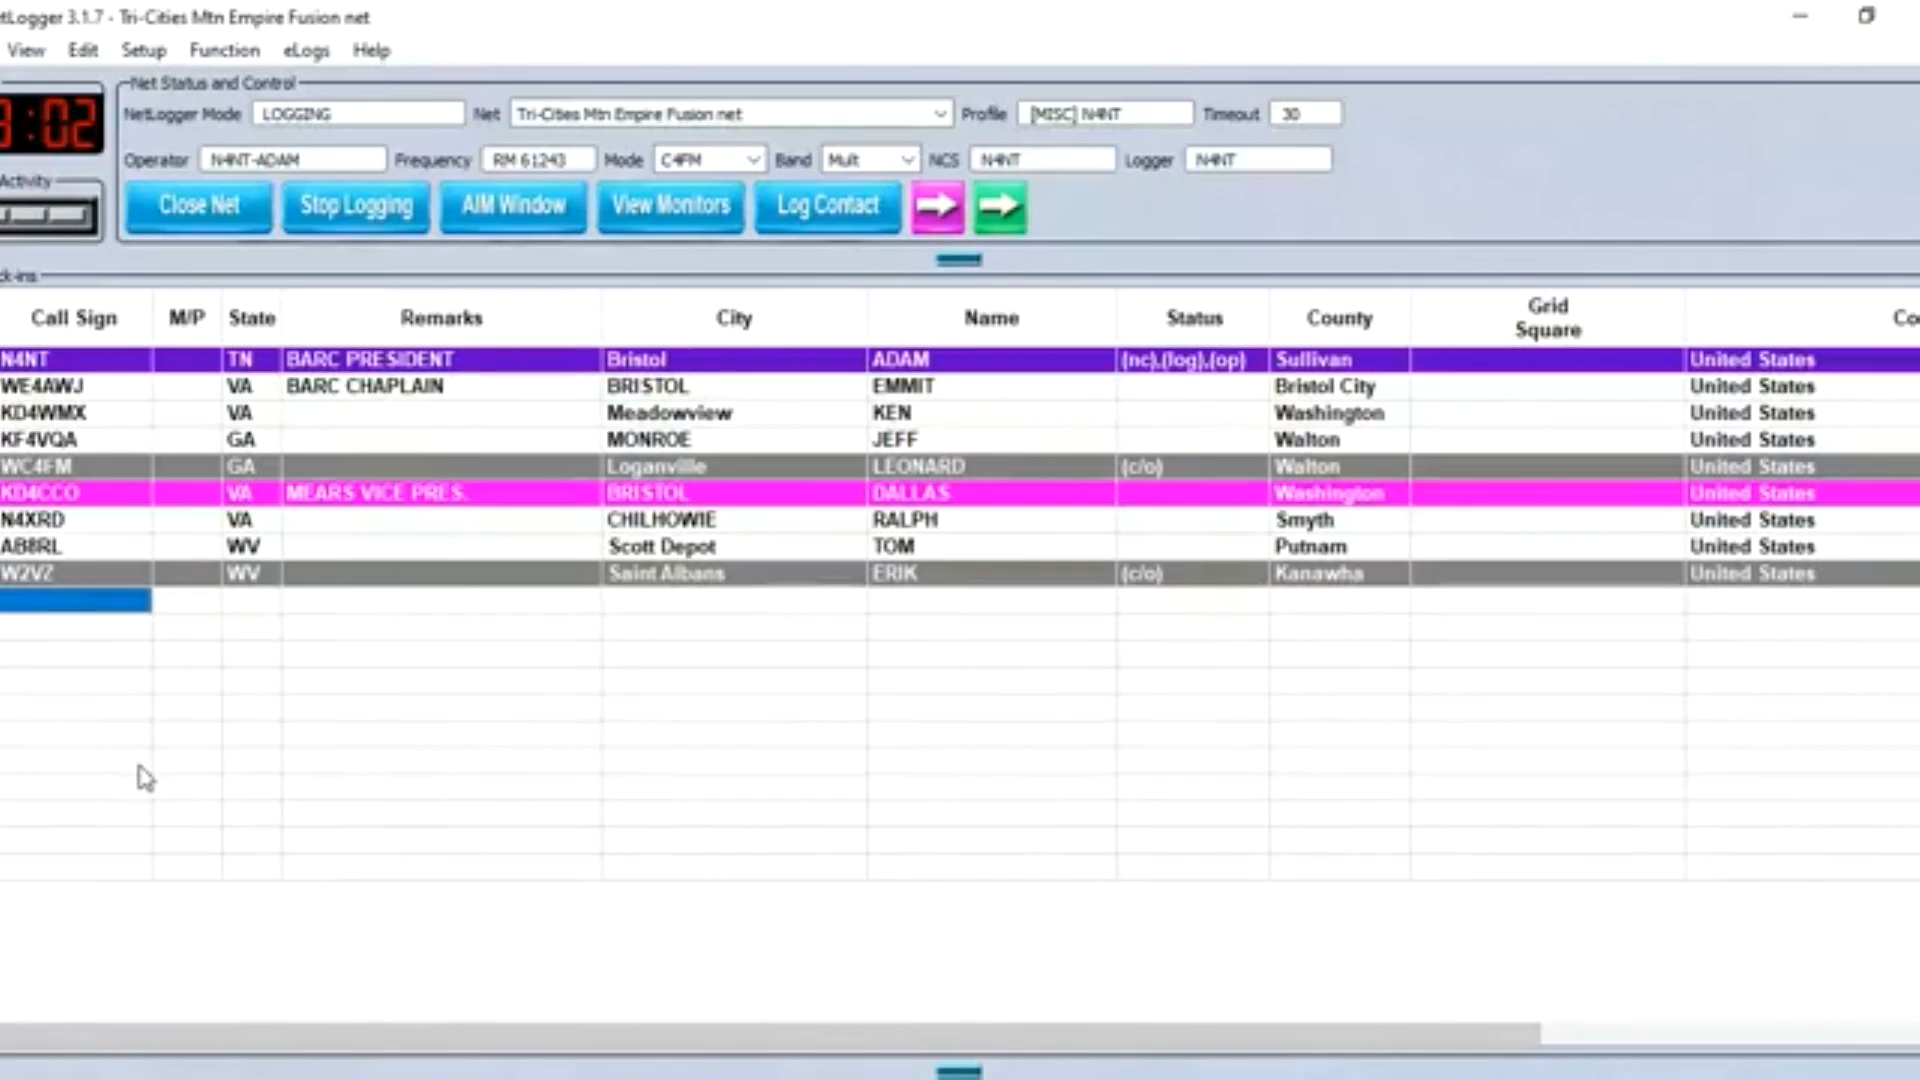 tLogger 3.1.7 - Tri-Cities Mtn Empire Fusion net
View Edit Setup Function eLogs Help
Net Status and Control
:02 NetLogger Mode LOGGING Net Tri-Cities Mtn Empire Fusion net Profile [MISC] N4NT Timeout 30
Operator N4NT-ADAM Frequency RM 61243 Mode C4FM Band Mult NCS N4NT Logger N4NT
Activity
Close Net Stop Logging AIM Window View Monitors Log Contact
ck-ins
Call Sign M/P State Remarks City Name Status County Grid Square Cou
N4NT TN BARC PRESIDENT Bristol ADAM (nc),(log),(op) Sullivan United States
WE4AWJ VA BARC CHAPLAIN BRISTOL EMMIT Bristol City United States
KD4WMX VA Meadowview KEN Washington United States
KF4VQA GA MONROE JEFF Walton United States
WC4FM GA Loganville LEONARD (c/o) Walton United States
KD4CCO VA MEARS VICE PRES. BRISTOL DALLAS Washington United States
N4XRD VA CHILHOWIE RALPH Smyth United States
AB8RL WV Scott Depot TOM Putnam United States
W2VZ WV Saint Albans ERIK (c/o) Kanawha United States